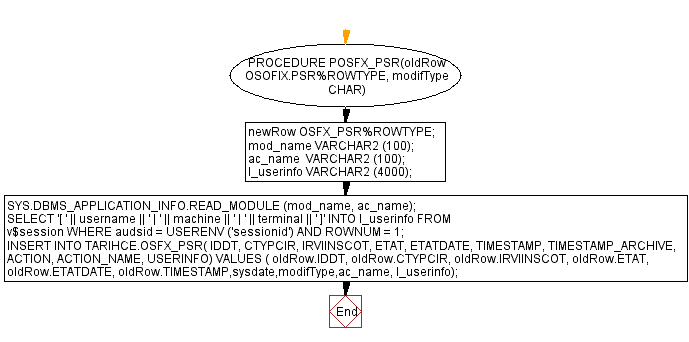 PROCEDURE POSFX_PSR(oldRow
OSOFIX.PSR%ROWTYPE, modifType
CHAR)
newRow OSFX_PSR%ROWTYPE;
mod_name VARCHAR2 (100);
ac_name VARCHAR2 (100);
l_userinfo VARCHAR2 (4000);
SYS.DBMS_APPLICATION_INFO.READ_MODULE (mod_name, ac_name);
SELECT '[ ' || username || ' | ' || machine || ' | ' || terminal || ' ]' INTO l_userinfo FROM
v$session WHERE audsid = USERENV ('sessionid') AND ROWNUM = 1;
INSERT INTO TARIHCE.OSFX_PSR( IDDT, CTYPCIR, IRVIINSCOT, ETAT, ETATDATE, TIMESTAMP, TIMESTAMP_ARCHIVE,
ACTION, ACTION_NAME, USERINFO) VALUES ( oldRow.IDDT, oldRow.CTYPCIR, oldRow.IRVIINSCOT, oldRow.ETAT,
oldRow.ETATDATE, oldRow.TIMESTAMP,sysdate,modifType,ac_name, l_userinfo);
End